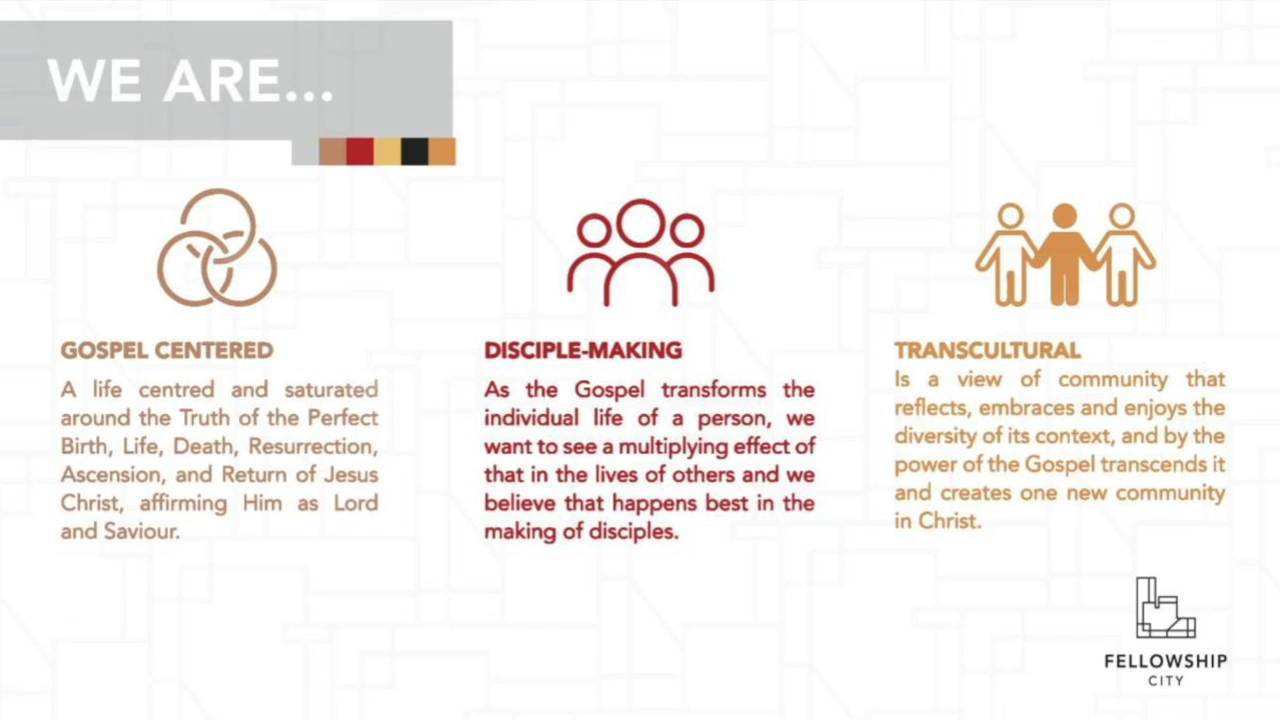 WE ARE...
GOSPEL CENTERED
A life centred and saturated
around the Truth of the Perfect
Birth, Life, Death, Resurrection,
Ascension, and Return of Jesus
Christ, affirming Him as Lord
and Saviour.
DISCIPLE-MAKING
As the Gospel transforms the
individual life of a person, we
want to see a multiplying effect of
that in the lives of others and we
believe that happens best in the
making of disciples.
TRANSCULTURAL
Is a view of community that
reflects, embraces and enjoys the
diversity of its context, and by the
power of the Gospel transcends it
and creates one new community
in Christ.
FELLOWSHIP
CITY